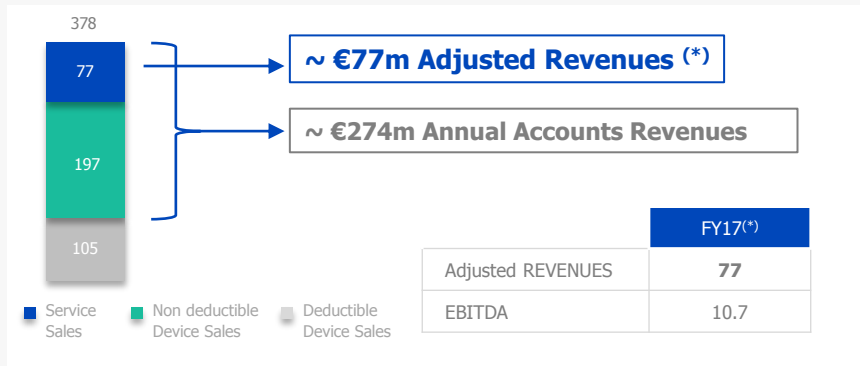 378
77
197
105
~ €77m Adjusted Revenues (*)
~ €274m Annual Accounts Revenues
FY17(*)
Adjusted REVENUES 77
EBITDA 10.7
Service
Sales
Non deductible
Device Sales
Deductible
Device Sales